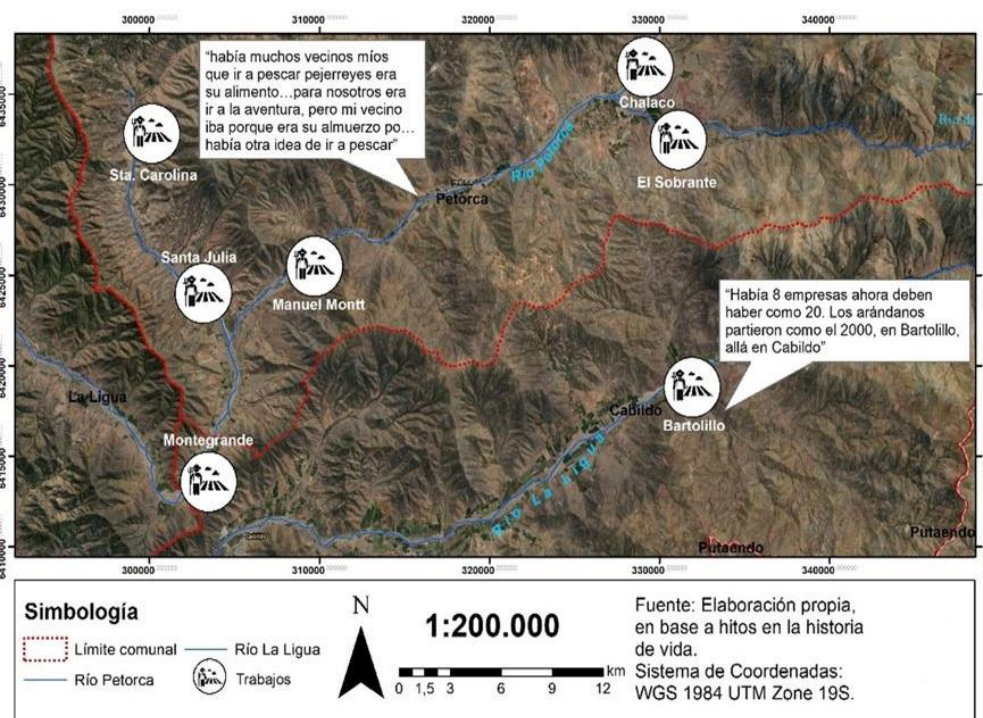 300000
310000
320000
330000
340000
6435000
6430000
6425000
6420000
6415000
6410000
“había muchos vecinos míos
que ir a pescar pejerreyes era
su alimento...para nosotros era
ir a la aventura, pero mi vecino
iba porque era su almuerzo po...
había otra idea de ir a pescar”
Chalaco
Río Petorca
El Sobrante
Sta. Carolina
Petorca
Santa Julia
Manuel Montt
“Había 8 empresas ahora deben
haber como 20. Los arándanos
partieron como el 2000, en Bartolillo,
allá en Cabildo”
La Ligua
Cabildo
Bartolillo
Montegrande
Río La Ligua
Putaendo
Putaendo
300000
310000
320000
330000
340000
Simbología
Límite comunal
Río La Ligua
Río Petorca
Trabajos
N
1:200.000
km
0 1,5 3 6 9 12
Fuente: Elaboración propia,
en base a hitos en la historia
de vida.
Sistema de Coordenadas:
WGS 1984 UTM Zone 19S.